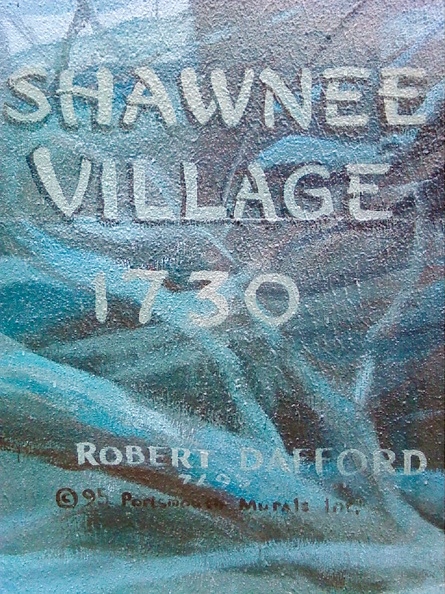 SHAWNEE
VILLAGE
1730
ROBERT DAFFORD
©95 Portsmouth Murals Inc.